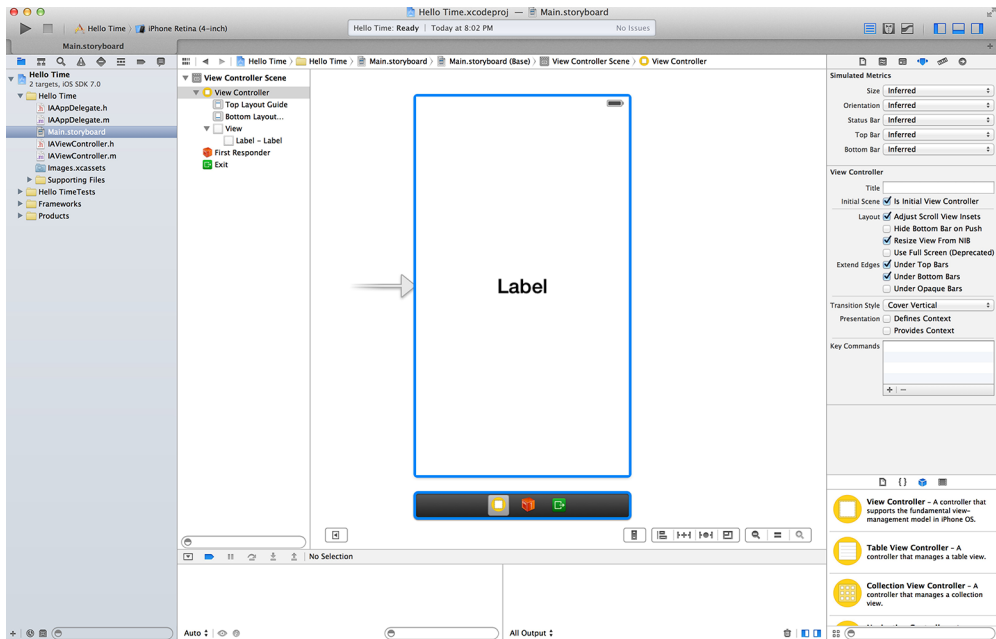 Hello Time.xcodeproj — Main.storyboard
Hello Time
iPhone Retina (4-inch)
Hello Time: Ready | Today at 8:02 PM
No Issues
Main.storyboard
Hello Time
2 targets, iOS SDK 7.0
Hello Time
IAAppDelegate.h
IAAppDelegate.m
Main.storyboard
IAViewController.h
IAViewController.m
Images.xcassets
Supporting Files
Hello TimeTests
Frameworks
Products
Hello Time
Hello Time
Main.storyboard
Main.storyboard (Base)
View Controller Scene
View Controller
View Controller Scene
View Controller
Top Layout Guide
Bottom Layout...
View
Label – Label
First Responder
Exit
Label
No Selection
Auto
All Output
Simulated Metrics
Size Inferred
Orientation Inferred
Status Bar Inferred
Top Bar Inferred
Bottom Bar Inferred
View Controller
Title
Initial Scene Is Initial View Controller
Layout Adjust Scroll View Insets
Hide Bottom Bar on Push
Resize View From NIB
Use Full Screen (Deprecated)
Extend Edges Under Top Bars
Under Bottom Bars
Under Opaque Bars
Transition Style Cover Vertical
Presentation Defines Context
Provides Context
Key Commands
View Controller – A controller that
supports the fundamental view-
management model in iPhone OS.
Table View Controller – A
controller that manages a table view.
Collection View Controller – A
controller that manages a collection
view.